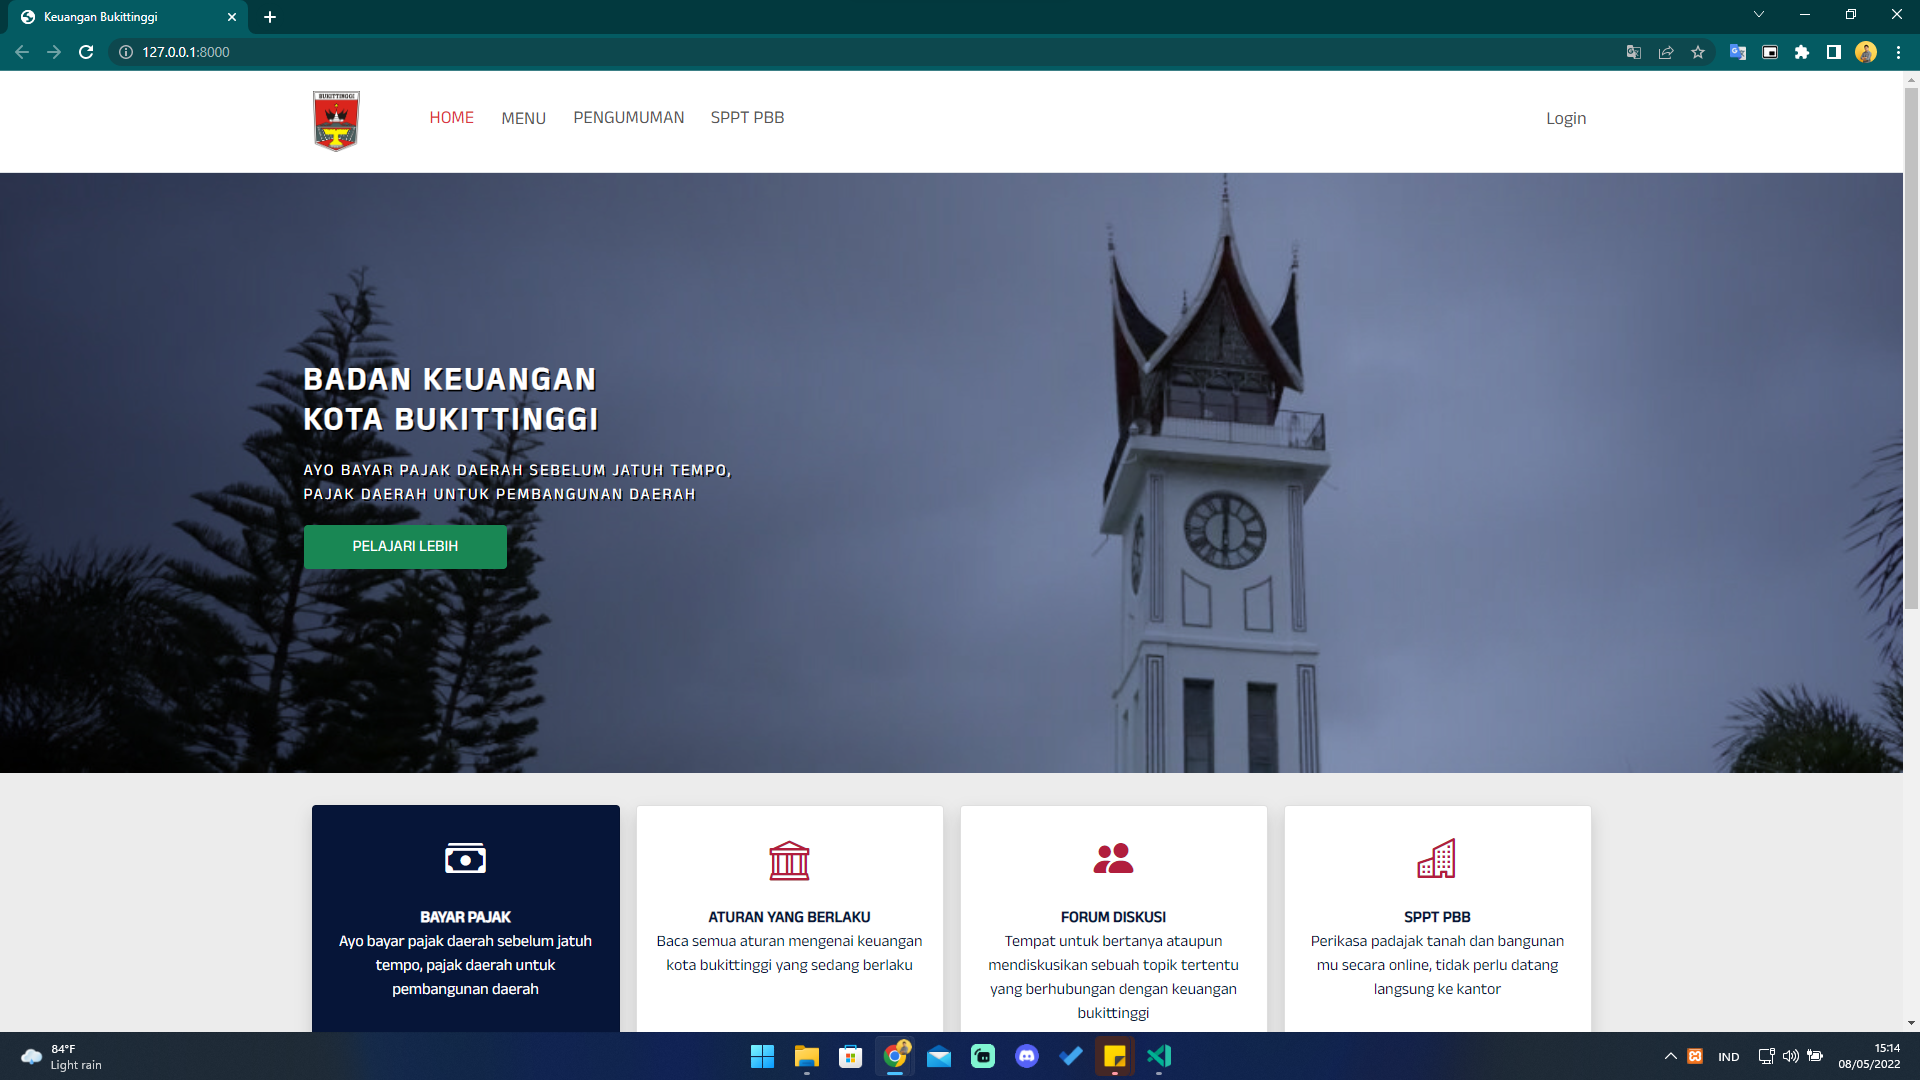 Keuangan Bukittinggi
127.0.0.1:8000
BUKITTINGGI
HOME
MENU
PENGUMUMAN
SPPT PBB
Login
BADAN KEUANGAN
KOTA BUKITTINGGI
AYO BAYAR PAJAK DAERAH SEBELUM JATUH TEMPO,
PAJAK DAERAH UNTUK PEMBANGUNAN DAERAH
PELAJARI LEBIH
BAYAR PAJAK
Ayo bayar pajak daerah sebelum jatuh
tempo, pajak daerah untuk
pembangunan daerah
ATURAN YANG BERLAKU
Baca semua aturan mengenai keuangan
kota bukittinggi yang sedang berlaku
FORUM DISKUSI
Tempat untuk bertanya ataupun
mendiskusikan sebuah topik tertentu
yang berhubungan dengan keuangan
bukittinggi
SPPT PBB
Perikasa padajak tanah dan bangunan
mu secara online, tidak perlu datang
langsung ke kantor
84°F
Light rain
IND
15:14
08/05/2022